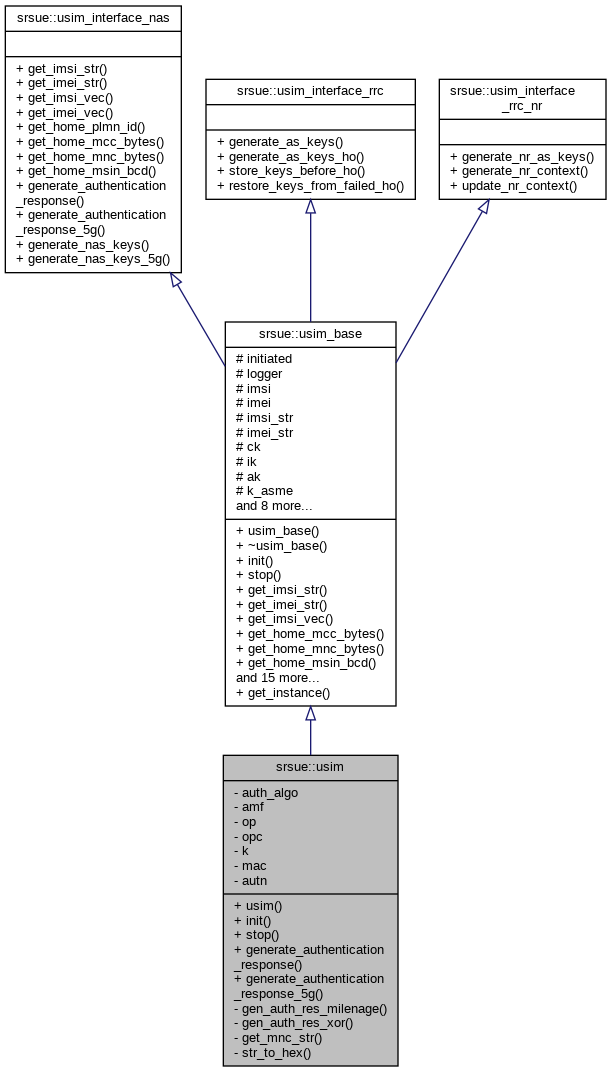 srsue::usim_interface_nas
+ get_imsi_str()
+ get_imei_str()
+ get_imsi_vec()
+ get_imei_vec()
+ get_home_plmn_id()
+ get_home_mcc_bytes()
+ get_home_mnc_bytes()
+ get_home_msin_bcd()
+ generate_authentication
_response()
+ generate_authentication
_response_5g()
+ generate_nas_keys()
+ generate_nas_keys_5g()
srsue::usim_interface_rrc
+ generate_as_keys()
+ generate_as_keys_ho()
+ store_keys_before_ho()
+ restore_keys_from_failed_ho()
srsue::usim_interface
_rrc_nr
+ generate_nr_as_keys()
+ generate_nr_context()
+ update_nr_context()
srsue::usim_base
# initiated
# logger
# imsi
# imei
# imsi_str
# imei_str
# ck
# ik
# ak
# k_asme
and 8 more...
+ usim_base()
+ ~usim_base()
+ init()
+ stop()
+ get_imsi_str()
+ get_imei_str()
+ get_imsi_vec()
+ get_home_mcc_bytes()
+ get_home_mnc_bytes()
+ get_home_msin_bcd()
and 15 more...
+ get_instance()
srsue::usim
- auth_algo
- amf
- op
- opc
- k
- mac
- autn
+ usim()
+ init()
+ stop()
+ generate_authentication
_response()
+ generate_authentication
_response_5g()
- gen_auth_res_milenage()
- gen_auth_res_xor()
- get_mnc_str()
- str_to_hex()